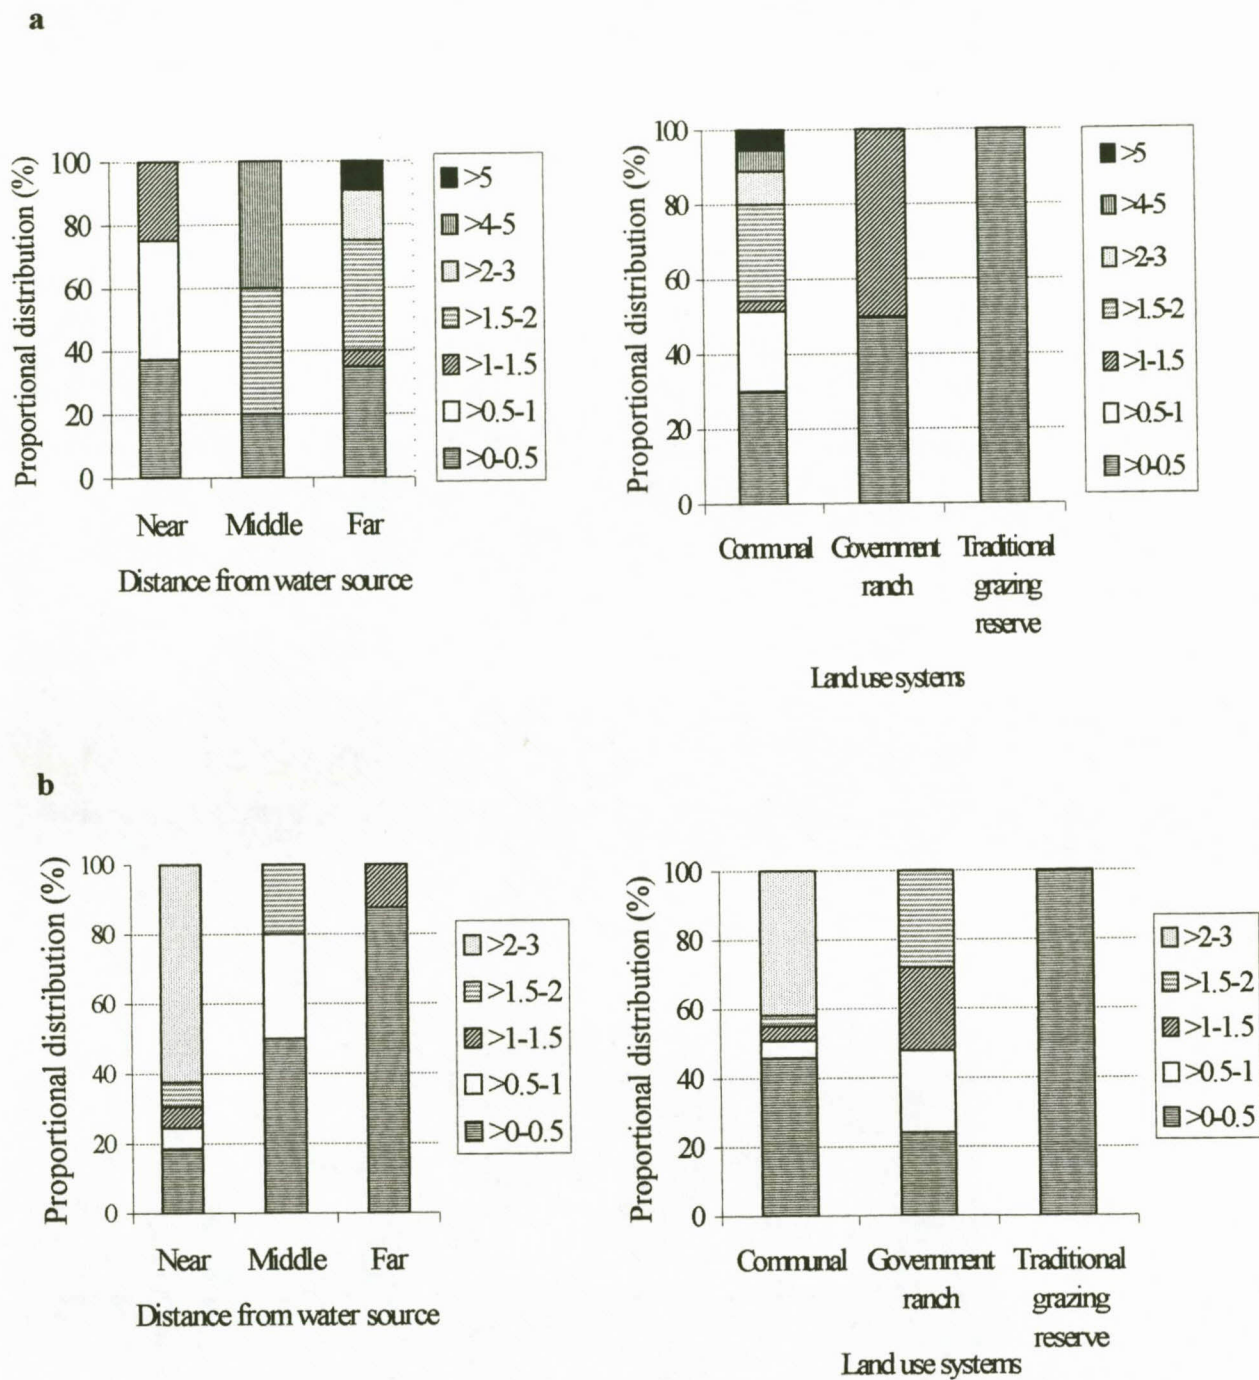 a
Proportional distribution (%)
100
80
60
40
20
0
Near Middle Far
Distance from water source
>5
>4-5
>2-3
>1.5-2
>1-1.5
>0.5-1
>0-0.5
Proportional distribution (%)
100
80
60
40
20
0
Communal Government Traditional
ranch grazing
reserve
Land use systems
>5
>4-5
>2-3
>1.5-2
>1-1.5
>0.5-1
>0-0.5
b
Proportional distribution (%)
100
80
60
40
20
0
Near Middle Far
Distance from water source
>2-3
>1.5-2
>1-1.5
>0.5-1
>0-0.5
Proportional distribution (%)
100
80
60
40
20
0
Communal Government Traditional
ranch grazing
reserve
Land use systems
>2-3
>1.5-2
>1-1.5
>0.5-1
>0-0.5